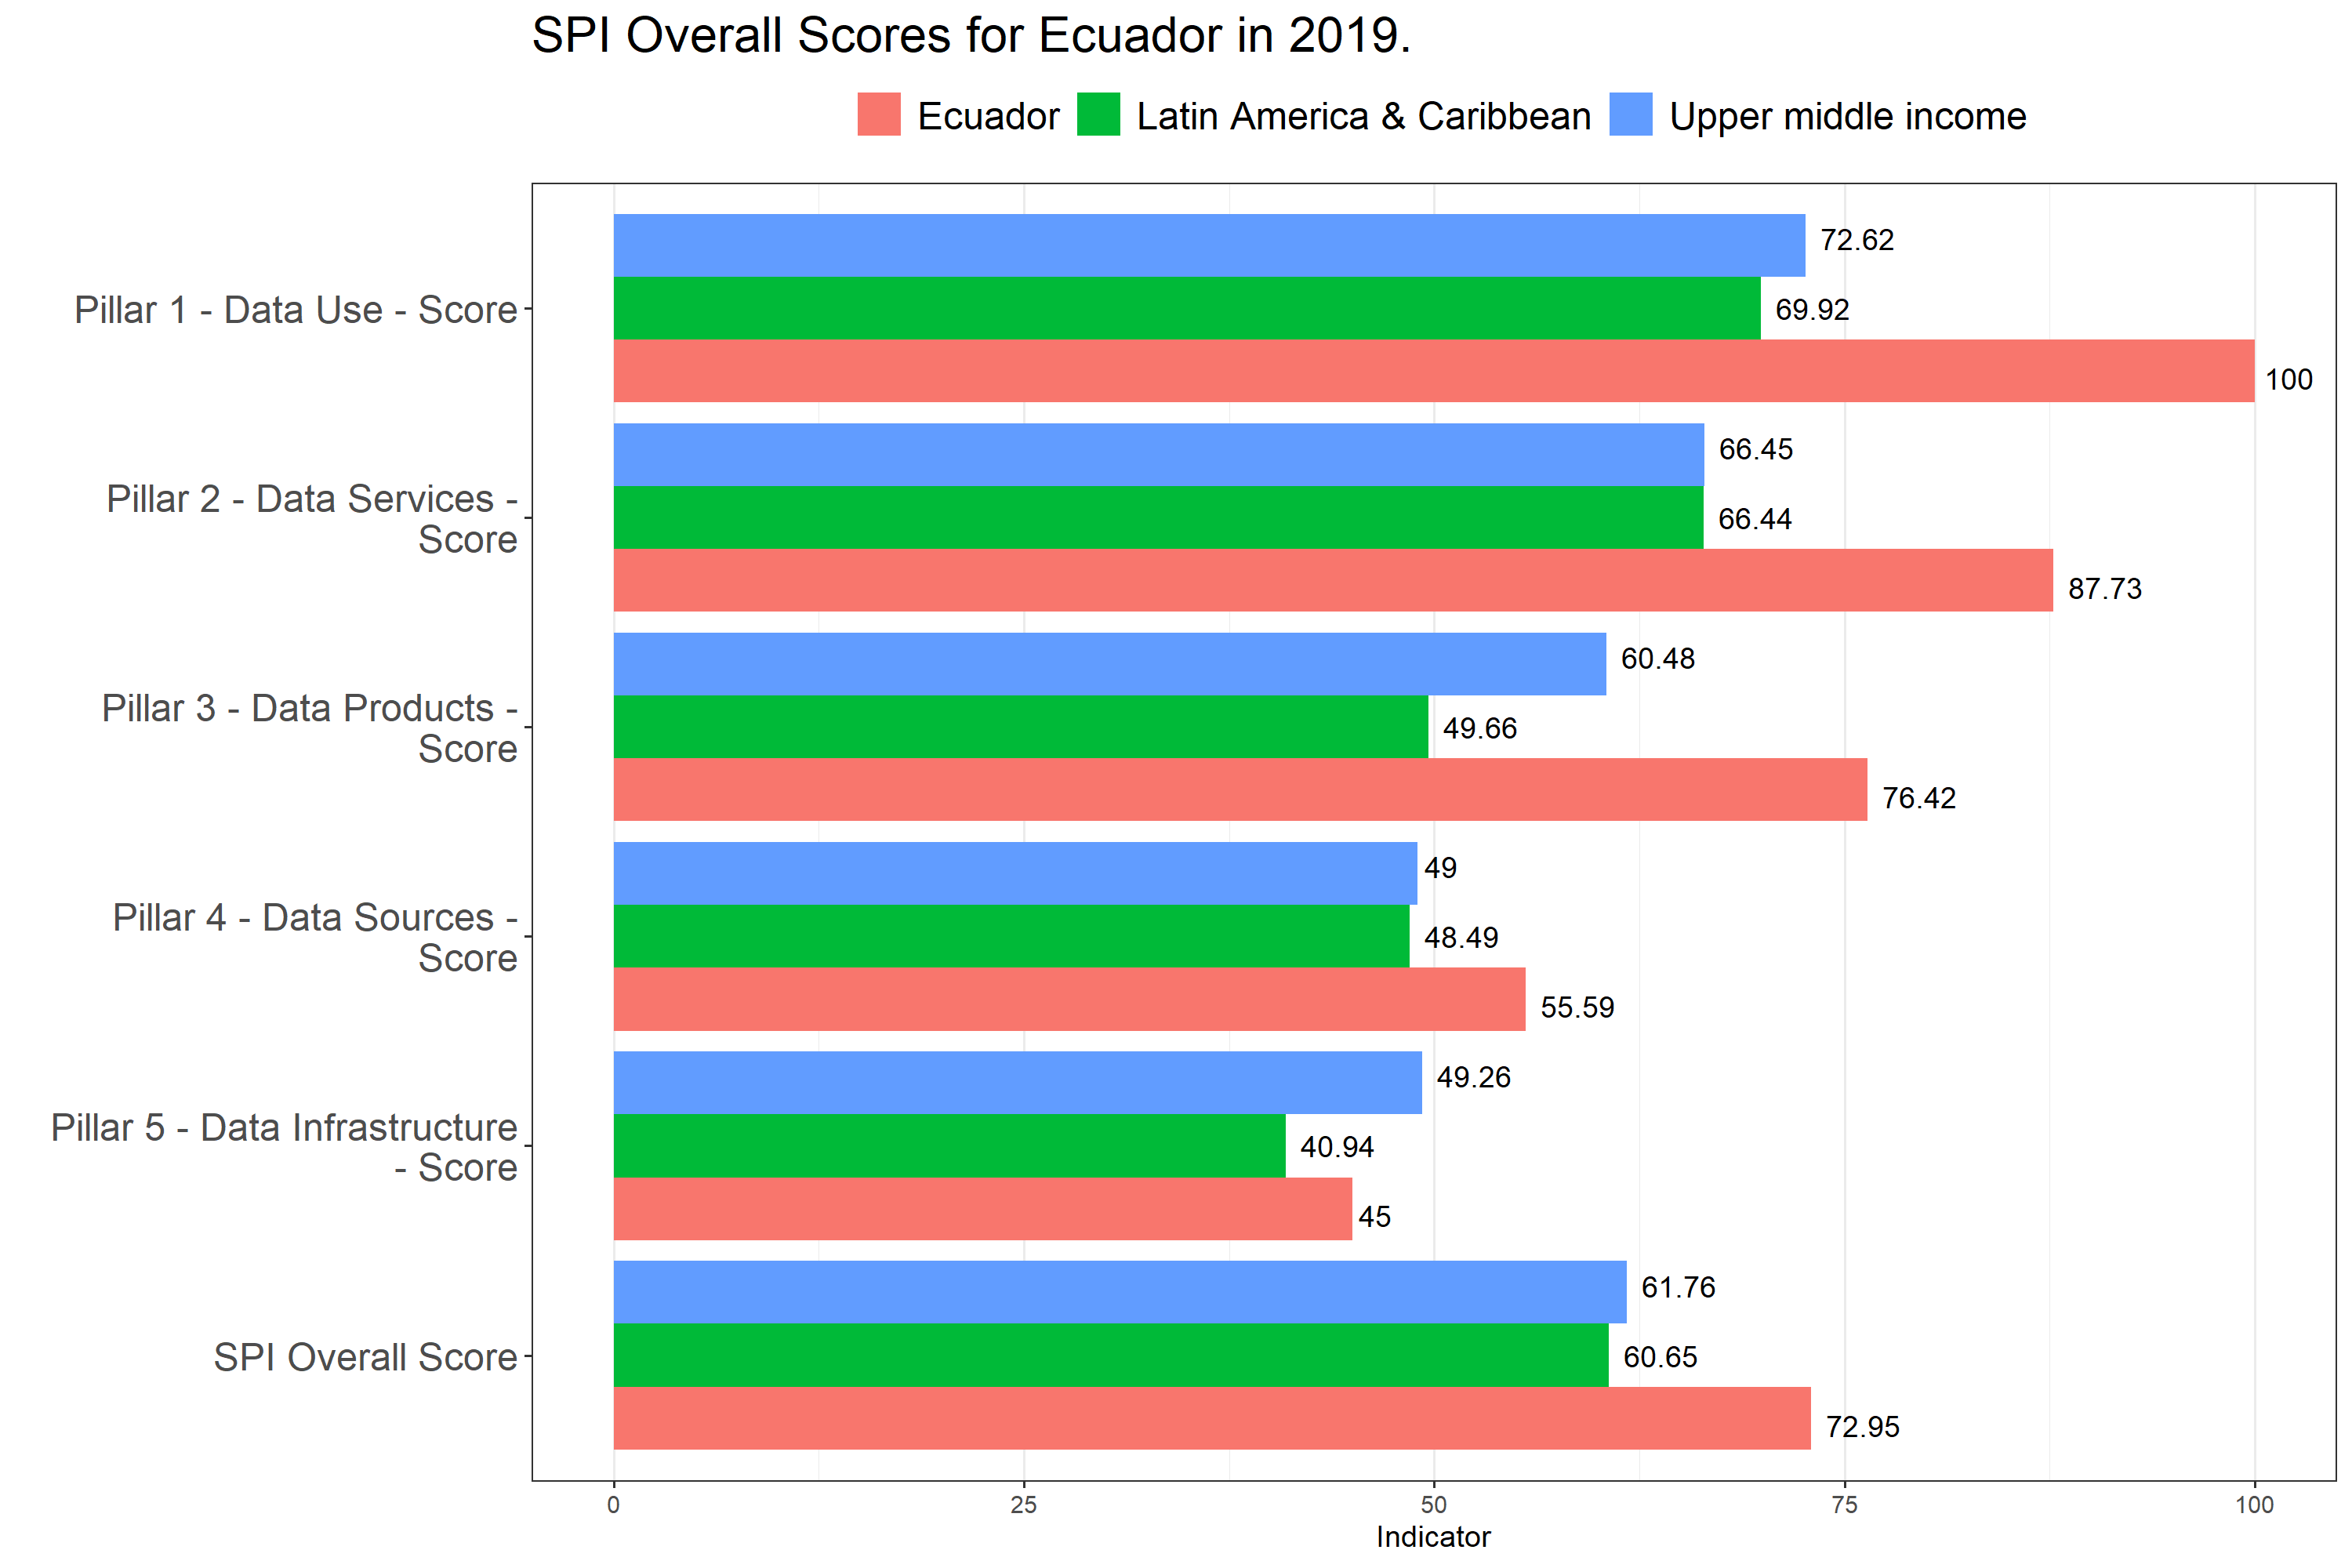 SPI Overall Scores for Ecuador in 2019.
Ecuador Latin America & Caribbean Upper middle income
Pillar 1 - Data Use - Score
72.62
69.92
100
Pillar 2 - Data Services -
Score
66.45
66.44
87.73
Pillar 3 - Data Products -
Score
60.48
49.66
76.42
Pillar 4 - Data Sources -
Score
49
48.49
55.59
Pillar 5 - Data Infrastructure
- Score
49.26
40.94
45
SPI Overall Score
61.76
60.65
72.95
0 25 50 75 100
Indicator